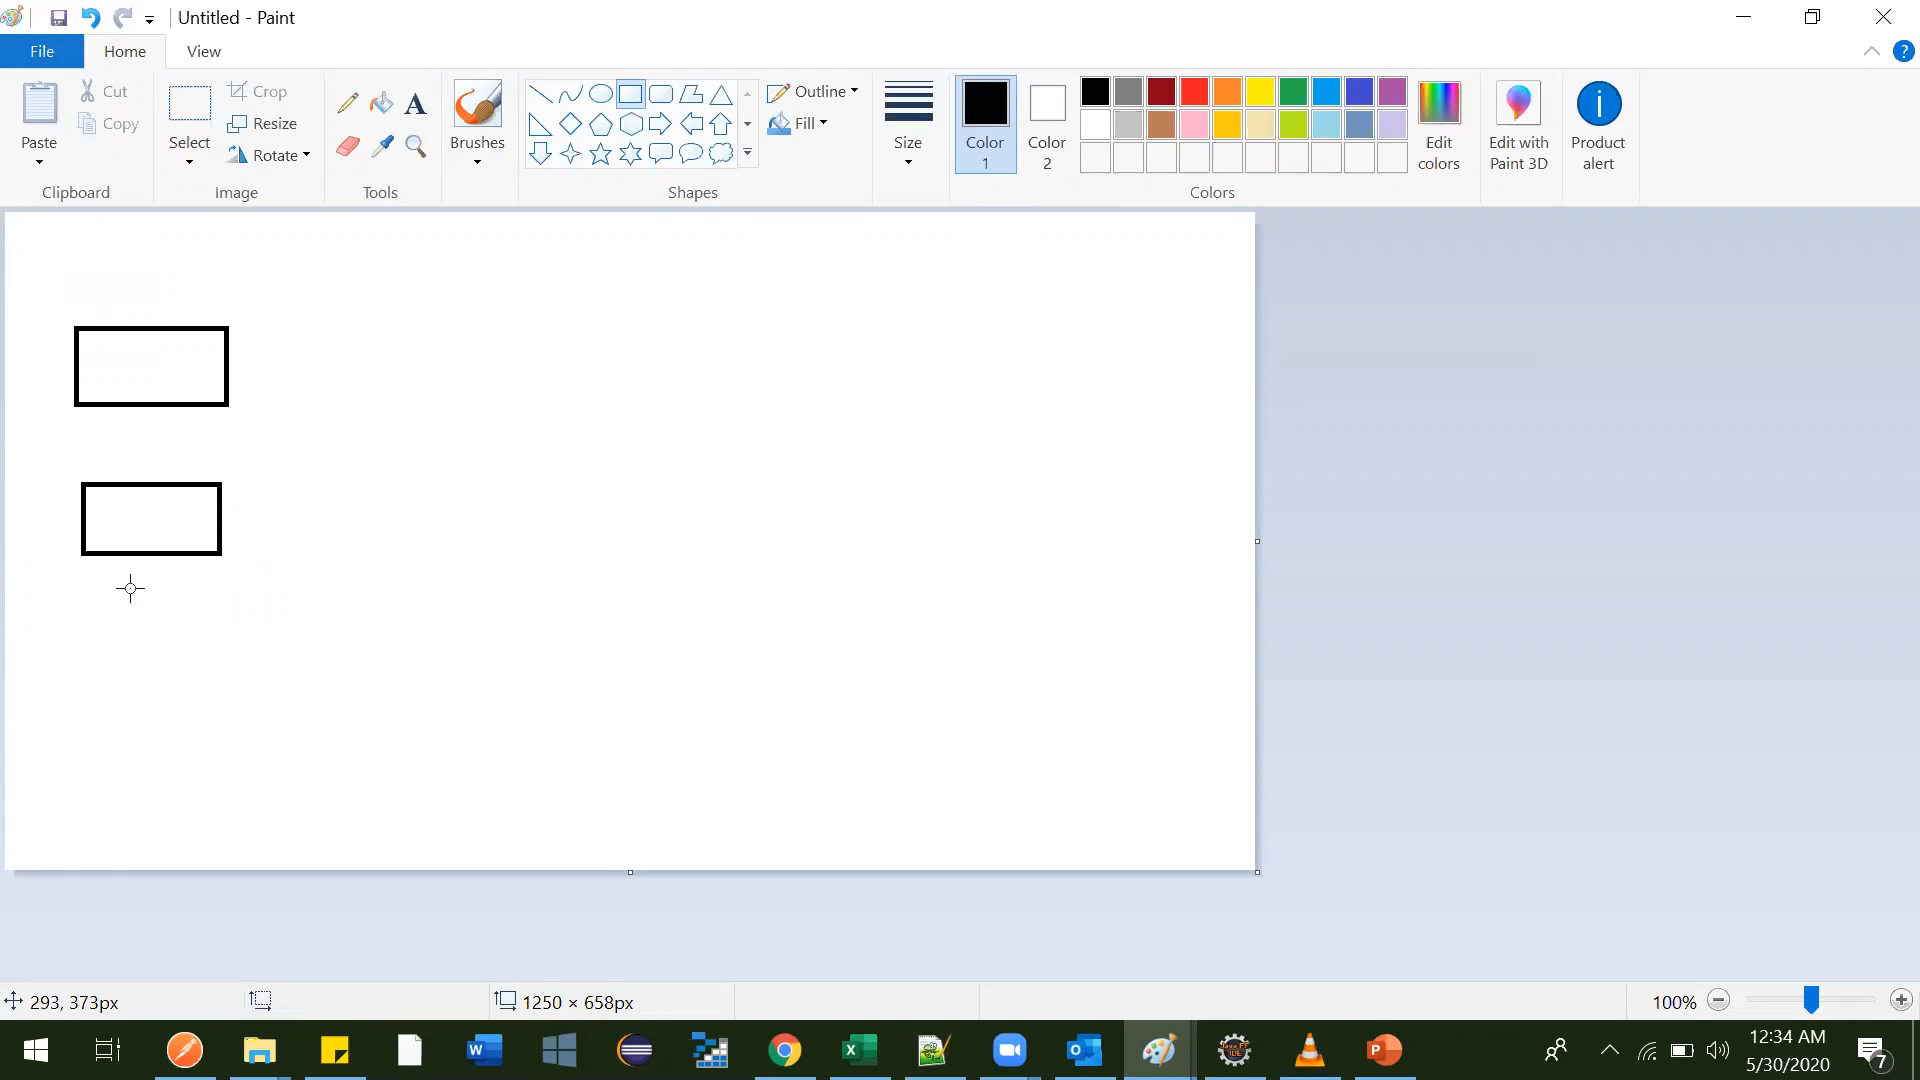 Untitled - Paint
File Home View
Paste Cut Copy Select Crop Resize Rotate Brushes Outline Fill Size Color 1 Color 2 Edit colors Edit with Paint 3D Product alert
Clipboard Image Tools Shapes Colors
293, 373px 1250 × 658px 100%
12:34 AM
5/30/2020
7